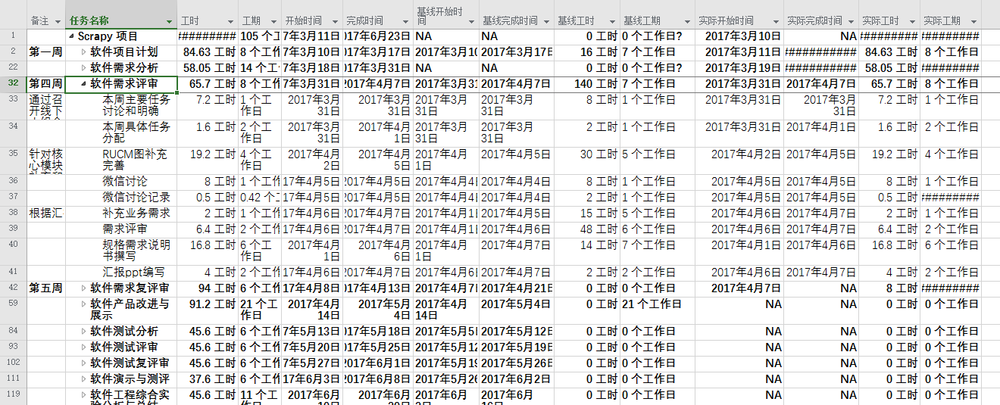 备注 任务名称 工时 工期 开始时间 完成时间 基线开始时间 基线完成时间 基线工时 基线工期 实际开始时间 实际完成时间 实际工时 实际工期
1 Scrapy 项目 ######### 105 个工 7年3月11日 017年6月23日 NA NA 0 工时 0 个工作日? 2017年3月10日 NA ######### #########
2 第一周 软件项目计划 84.63 工时 8 个工作 7年3月10日 017年3月17日 2017年3月10 2017年3月17日 16 工时 7 个工作日 2017年3月11日 ########### 84.63 工时 8 个工作日
22 软件需求分析 58.05 工时 14 个工作 7年3月18日 017年3月31日 NA NA 0 工时 0 个工作日? 2017年3月19日 ########### 58.05 工时 #########
32 第四周 软件需求评审 65.7 工时 8 个工作 7年3月31日 2017年4月7日 2017年3月31 2017年4月7日 140 工时 7 个工作日 2017年3月31日 2017年4月7日 65.7 工时 8 个工作日
33 通过召开线下 本周主要任务讨论和明确 7.2 工时 1 个工作日 2017年3月31日 2017年3月31日 2017年3月31日 2017年3月31日 8 工时 1 个工作日 2017年3月31日 2017年3月31日 7.2 工时 1 个工作日
34 本周具体任务分配 1.6 工时 2 个工作日 2017年3月31日 2017年4月1日 2017年3月31日 2017年3月31日 2 工时 1 个工作日 2017年3月31日 2017年4月1日 1.6 工时 2 个工作日
35 针对核心模块 RUCM图补充完善 19.2 工时 4 个工作日 2017年4月2日 2017年4月5日 2017年4月1日 2017年4月5日 30 工时 5 个工作日 2017年4月2日 2017年4月5日 19.2 工时 4 个工作日
36 微信讨论 8 工时 1 个工作 17年4月5日 2017年4月5日 2017年4月4日 2017年4月4日 8 工时 1 个工作日 2017年4月5日 2017年4月5日 8 工时 1 个工作日
37 微信讨论记录 0.5 工时 0.42 个工 17年4月5日 2017年4月5日 2017年4月4日 2017年4月4日 2 工时 1 个工作日 2017年4月5日 2017年4月5日 0.5 工时 #########
38 根据汇 补充业务需求 2 工时 1 个工作 17年4月6日 2017年4月7日 2017年4月4日 2017年4月5日 15 工时 5 个工作日 2017年4月6日 2017年4月7日 2 工时 1 个工作日
39 需求评审 6.4 工时 2 个工作 17年4月6日 2017年4月7日 2017年4月1日 2017年4月6日 48 工时 6 个工作日 2017年4月6日 2017年4月7日 6.4 工时 2 个工作日
40 规格需求说明书撰写 16.8 工时 6 个工作日 2017年4月1日 2017年4月6日 2017年4月1日 2017年4月7日 14 工时 7 个工作日 2017年4月1日 2017年4月6日 16.8 工时 6 个工作日
41 汇报ppt编写 4 工时 2 个工作 17年4月6日 2017年4月7日 2017年4月6日 2017年4月7日 2 工时 2 个工作日 2017年4月6日 2017年4月7日 4 工时 2 个工作日
42 第五周 软件需求复评审 94 工时 6 个工作 17年4月8日 017年4月13日 2017年4月7日 2017年4月21日 0 工时 0 个工作日 2017年4月7日 NA 8 工时 #########
59 软件产品改进与展示 91.2 工时 21 个工作日 2017年4月14日 2017年5月4日 2017年4月14日 2017年5月4日 0 工时 21 个工作日 NA NA 0 工时 0 个工作日
84 软件测试分析 45.6 工时 6 个工作 7年5月13日 017年5月18日 2017年5月5日 2017年5月12日 0 工时 0 个工作日 NA NA 0 工时 0 个工作日
93 软件测试评审 45.6 工时 6 个工作 7年5月20日 017年5月25日 2017年5月12 2017年5月19日 0 工时 0 个工作日 NA NA 0 工时 0 个工作日
102 软件测试复评审 45.6 工时 6 个工作 7年5月27日 2017年6月1日 2017年5月19 2017年5月26日 0 工时 0 个工作日 NA NA 0 工时 0 个工作日
111 软件演示与测评 37.6 工时 6 个工作 17年6月3日 2017年6月8日 2017年5月26 2017年6月2日 0 工时 0 个工作日 NA NA 0 工时 0 个工作日
119 软件工程综合实 45.6 工时 11 个工 2017年6月 2017年6月 2017年6月 2017年6月 0 工时 0 个工作日 NA NA 0 工时 0 个工作日